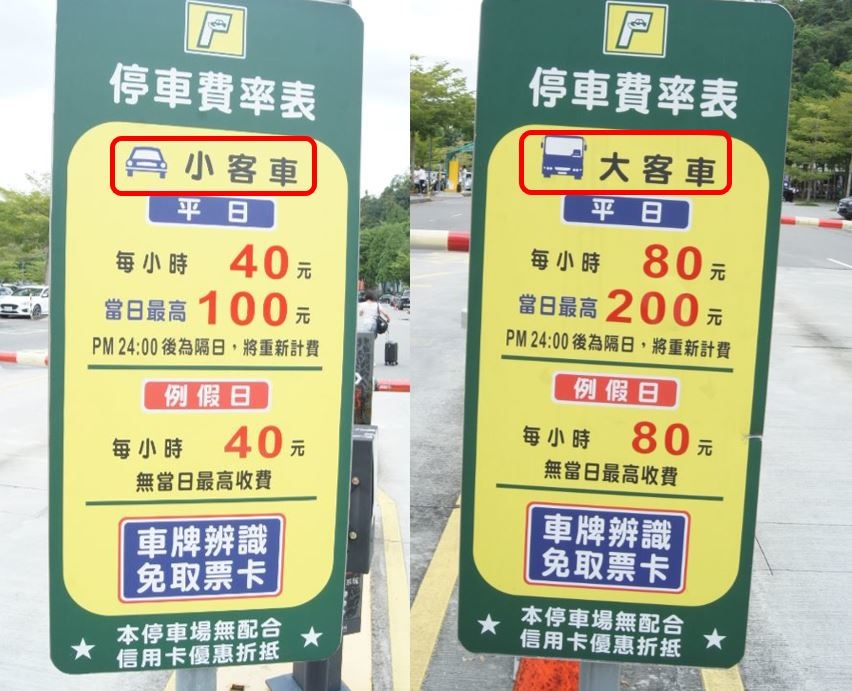 停車費率表
小客車
平日
每小時 40元
當日最高100元
PM 24:00後為隔日，將重新計費
例假日
每小時 40元
無當日最高收費
車牌辨識
免取票卡
本停車場無配合
信用卡優惠折抵
停車費率表
大客車
平日
每小時 80元
當日最高200元
PM 24:00後為隔日，將重新計費
例假日
每小時 80元
無當日最高收費
車牌辨識
免取票卡
本停車場無配合
信用卡優惠折抵